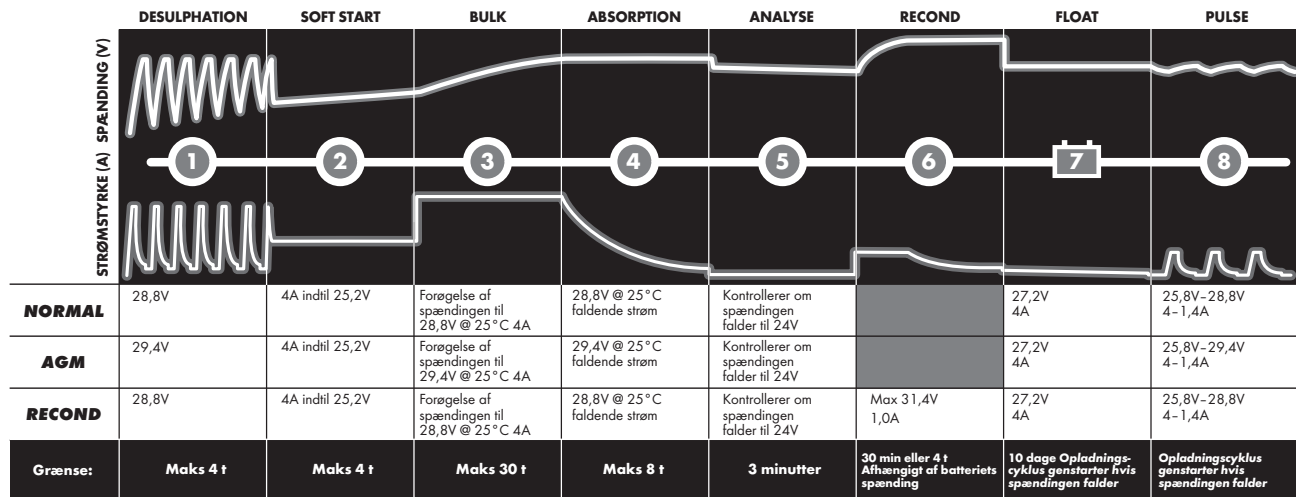 DESULPHATION SOFT START BULK ABSORPTION ANALYSE RECOND FLOAT PULSE
SPÆNDING (V)
STRØMSTYRKE (A)
1 2 3 4 5 6 7 8
NORMAL
28,8V
4A indtil 25,2V
Forøgelse af
spændingen til
28,8V @ 25°C 4A
28,8V @ 25°C
faldende strøm
Kontrollerer om
spændingen
falder til 24V
27,2V
4A
25,8V–28,8V
4–1,4A
AGM
29,4V
4A indtil 25,2V
Forøgelse af
spændingen til
29,4V @ 25°C 4A
29,4V @ 25°C
faldende strøm
Kontrollerer om
spændingen
falder til 24V
27,2V
4A
25,8V–29,4V
4–1,4A
RECOND
28,8V
4A indtil 25,2V
Forøgelse af
spændingen til
28,8V @ 25°C 4A
28,8V @ 25°C
faldende strøm
Kontrollerer om
spændingen
falder til 24V
Max 31,4V
1,0A
27,2V
4A
25,8V–28,8V
4–1,4A
Grænse:
Maks 4 t
Maks 4 t
Maks 30 t
Maks 8 t
3 minutter
30 min eller 4 t
Afhængigt af batteriets
spænding
10 dage Opladnings-
cyklus genstarter hvis
spændingen falder
Opladningscyklus
genstarter hvis
spændingen falder